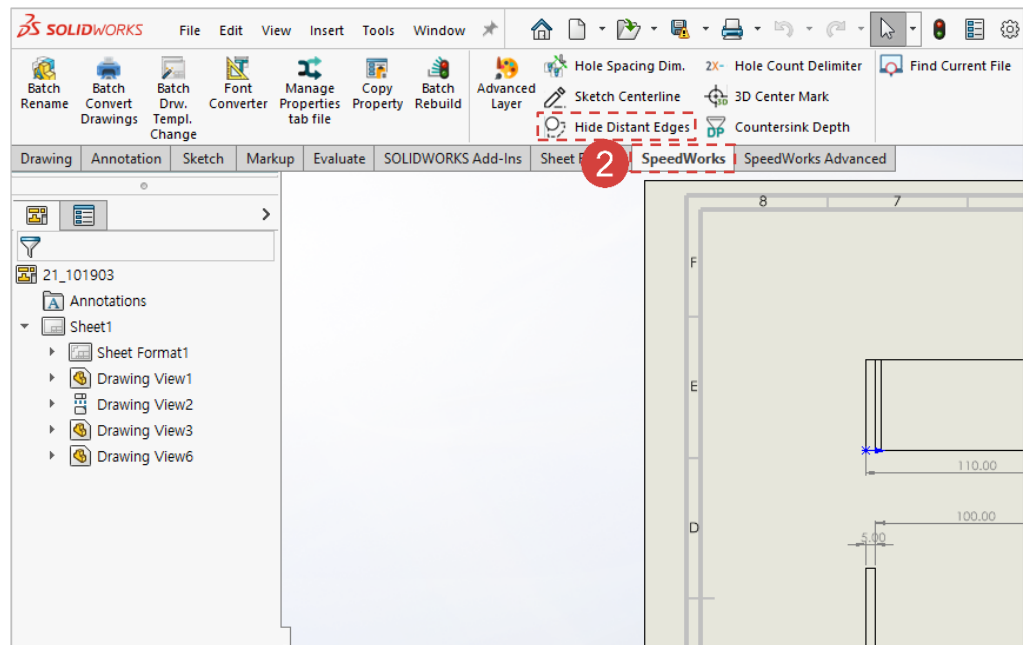 SOLIDWORKS File Edit View Insert Tools Window
Batch Rename
Batch Convert Drawings
Batch Drw. Templ. Change
Font Converter
Manage Properties tab file
Copy Property
Batch Rebuild
Advanced Layer
Hole Spacing Dim.
2X- Hole Count Delimiter
Find Current File
Sketch Centerline
3D 3D Center Mark
Hide Distant Edges
DP Countersink Depth
Drawing Annotation Sketch Markup Evaluate SOLIDWORKS Add-Ins Sheet 2 SpeedWorks SpeedWorks Advanced
21_101903
A Annotations
Sheet1
Sheet Format1
Drawing View1
Drawing View2
Drawing View3
Drawing View6
8 7
F
E
110.00
100.00
D
5.00